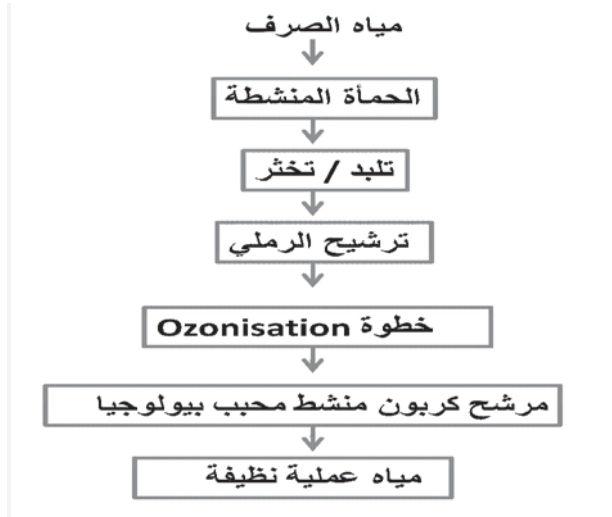 مياه الصرف
الحمأة المنشطة
تلبد / تخثر
ترشيح الرملي
خطوة Ozonisation
مرشح كربون منشط محبب بيولوجيا
مياه عملية نظيفة